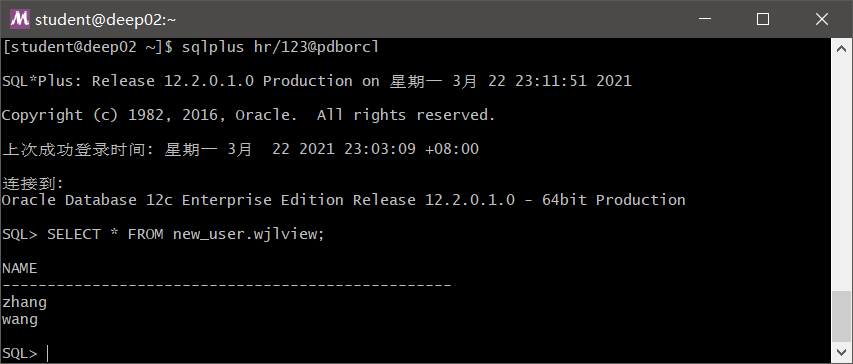 student@deep02:~
[student@deep02 ~]$ sqlplus hr/123@pdborcl
SQL*Plus: Release 12.2.0.1.0 Production on 星期一 3月 22 23:11:51 2021
Copyright (c) 1982, 2016, Oracle.  All rights reserved.
上次成功登录时间: 星期一 3月  22 2021 23:03:09 +08:00
连接到:
Oracle Database 12c Enterprise Edition Release 12.2.0.1.0 - 64bit Production
SQL> SELECT * FROM new_user.wjlview;
NAME
--------------------------------------------------
zhang
wang
SQL>